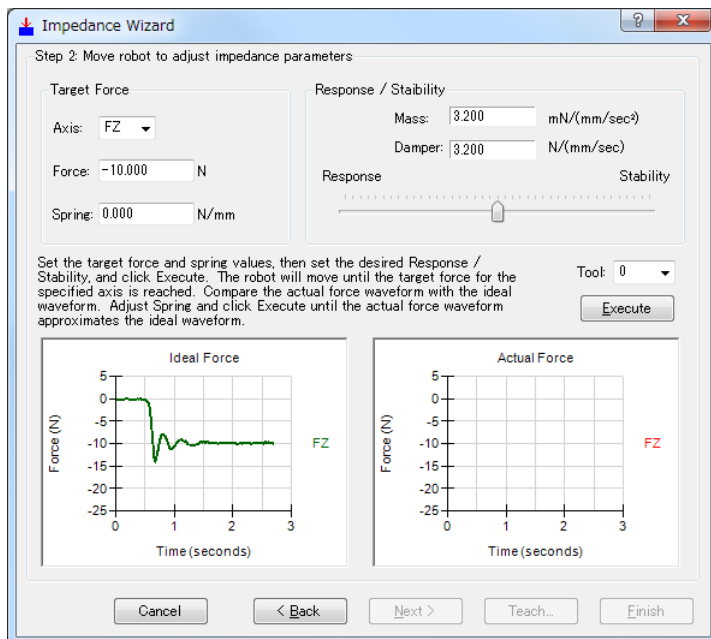 Impedance Wizard
Step 2: Move robot to adjust impedance parameters
Target Force
Axis: FZ
Force: -10.000 N
Spring: 0.000 N/mm
Response / Staibility
Mass: 3.200 mN/(mm/sec²)
Damper: 3.200 N/(mm/sec)
Response Stability
Set the target force and spring values, then set the desired Response /
Stability, and click Execute. The robot will move until the target force for the
specified axis is reached. Compare the actual force waveform with the ideal
waveform. Adjust Spring and click Execute until the actual force waveform
approximates the ideal waveform.
Tool: 0
Execute
Ideal Force
Force (N)
5
0
-5
-10
-15
-20
-25
0 1 2 3
Time (seconds)
FZ
Actual Force
Force (N)
5
0
-5
-10
-15
-20
-25
0 1 2 3
Time (seconds)
FZ
Cancel < Back Next > Teach... Finish